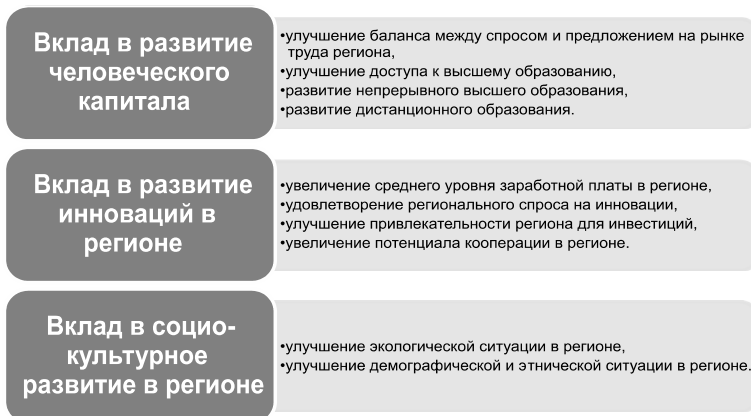 Вклад в развитие
человеческого
капитала
•улучшение баланса между спросом и предложением на рынке
труда региона,
•улучшение доступа к высшему образованию,
•развитие непрерывного высшего образования,
•развитие дистанционного образования.
Вклад в развитие
инноваций в
регионе
•увеличение среднего уровня заработной платы в регионе,
•удовлетворение регионального спроса на инновации,
•улучшение привлекательности региона для инвестиций,
•увеличение потенциала кооперации в регионе.
Вклад в социо-
культурное
развитие в регионе
•улучшение экологической ситуации в регионе,
•улучшение демографической и этнической ситуации в регионе.